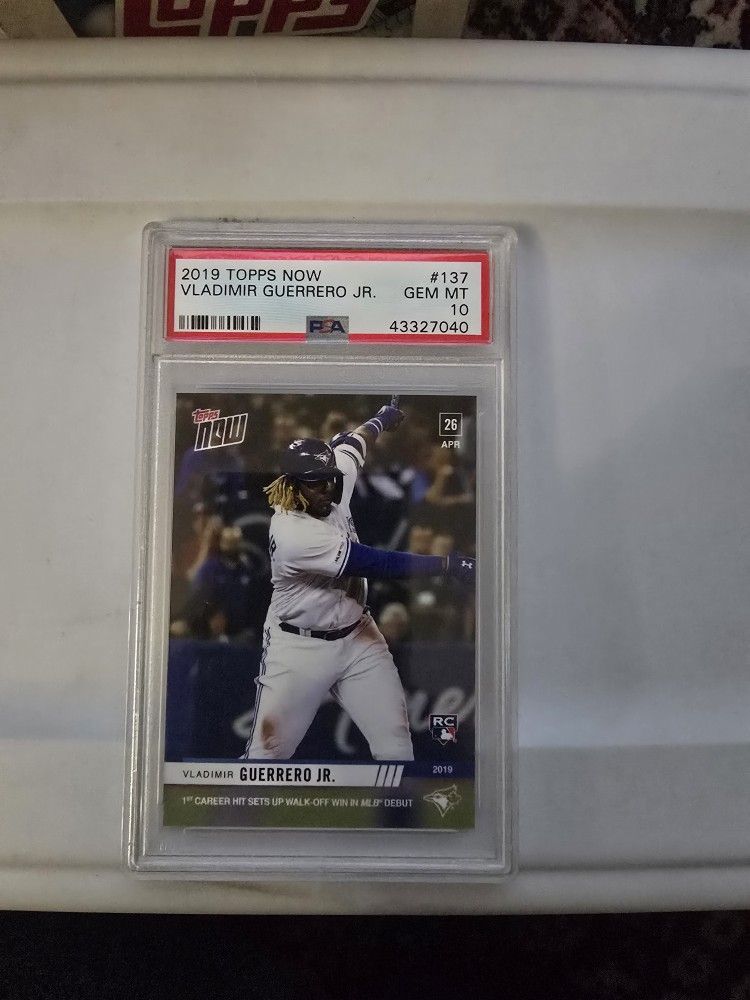 TOPPS
2019 TOPPS NOW #137
VLADIMIR GUERRERO JR. GEM MT
10
PSA 43327040
TOPPS
NOW
26
APR
RC
VLADIMIR GUERRERO JR. 2019
1ST CAREER HIT SETS UP WALK-OFF WIN IN MLB® DEBUT